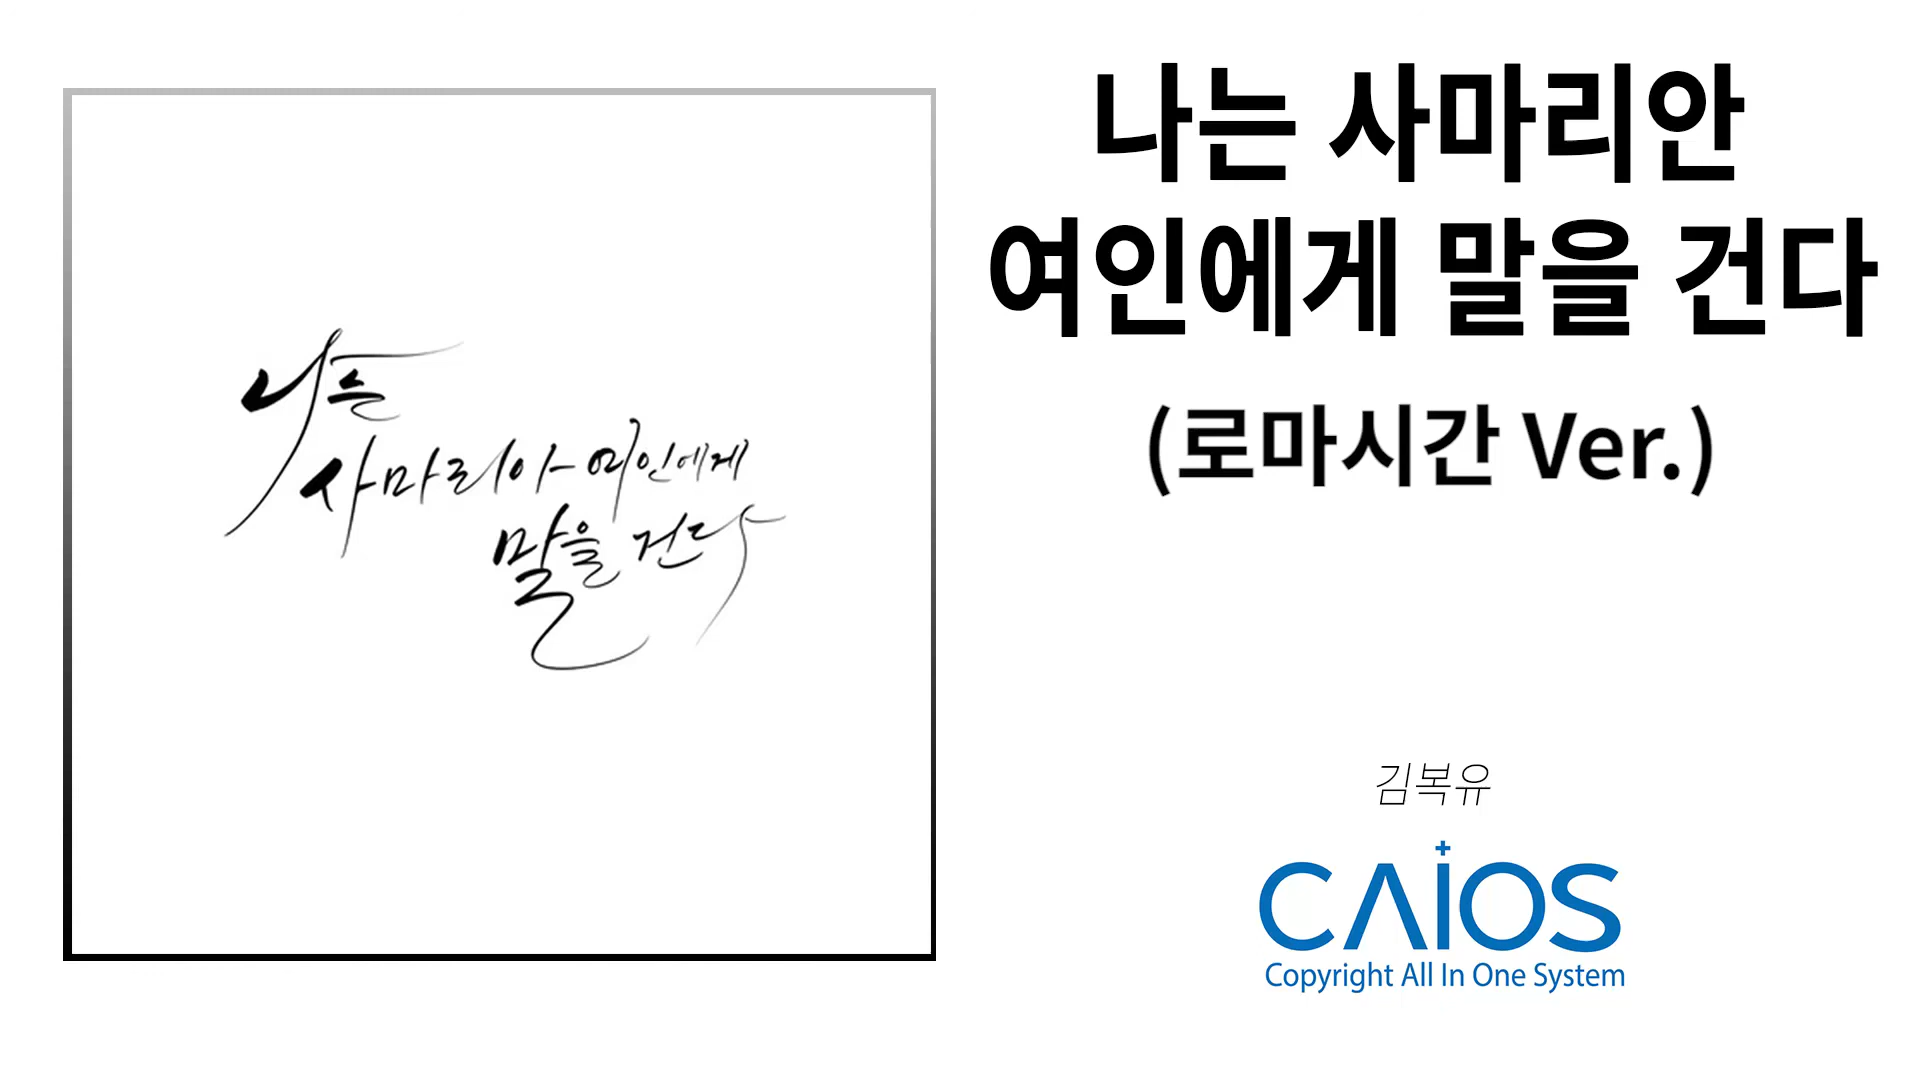 나는
사마리아 여인에게
말을 건다
나는 사마리안
여인에게 말을 건다
(로마시간 Ver.)
김복유
CAIOS
Copyright All In One System